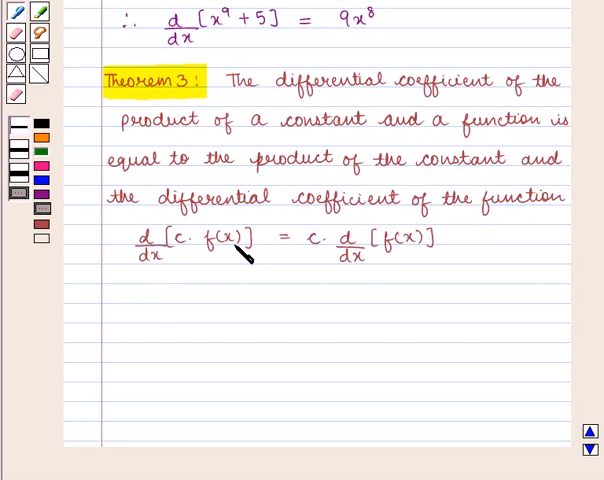 ∴ d/dx [x⁹ + 5] = 9x⁸
Theorem 3: The differential coefficient of the
product of a constant and a function is
equal to the product of the constant and
the differential coefficient of the function
d/dx [c. f(x)] = c. d/dx [f(x)]